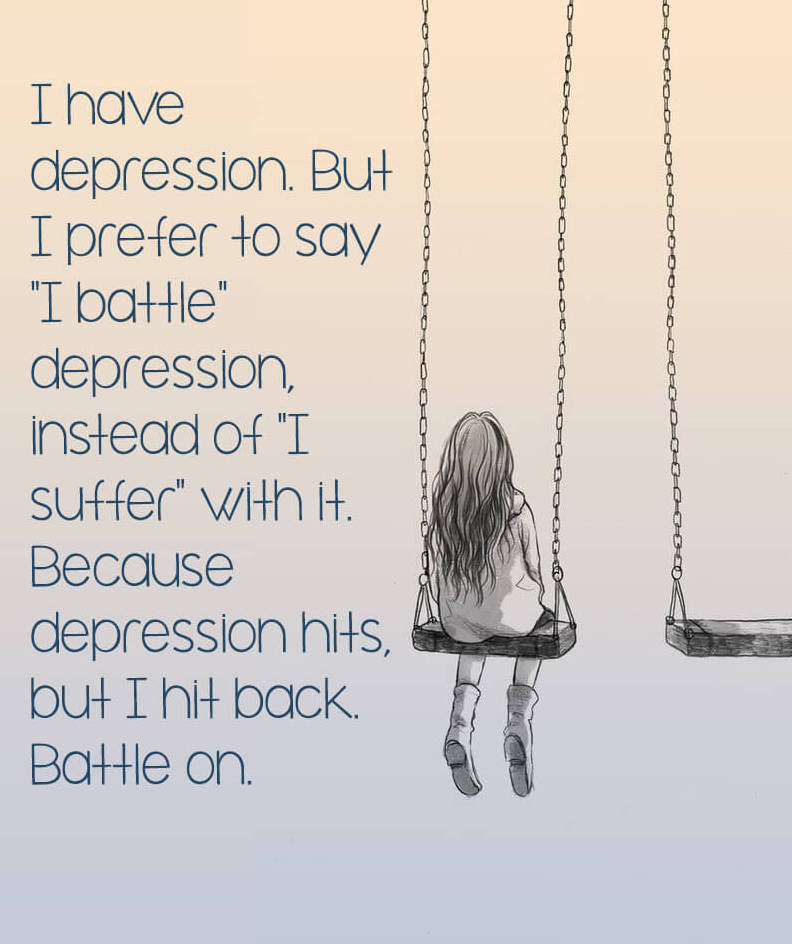 I have
depression. But
I prefer to say
"I battle"
depression,
instead of "I
suffer" with it.
Because
depression hits,
but I hit back.
Battle on.